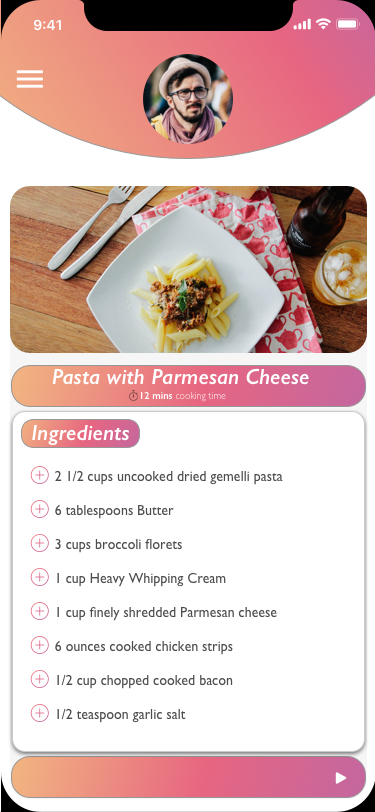 9:41
Pasta with Parmesan Cheese
12 mins cooking time
Ingredients
2 1/2 cups uncooked dried gemelli pasta
6 tablespoons Butter
3 cups broccoli florets
1 cup Heavy Whipping Cream
1 cup finely shredded Parmesan cheese
6 ounces cooked chicken strips
1/2 cup chopped cooked bacon
1/2 teaspoon garlic salt